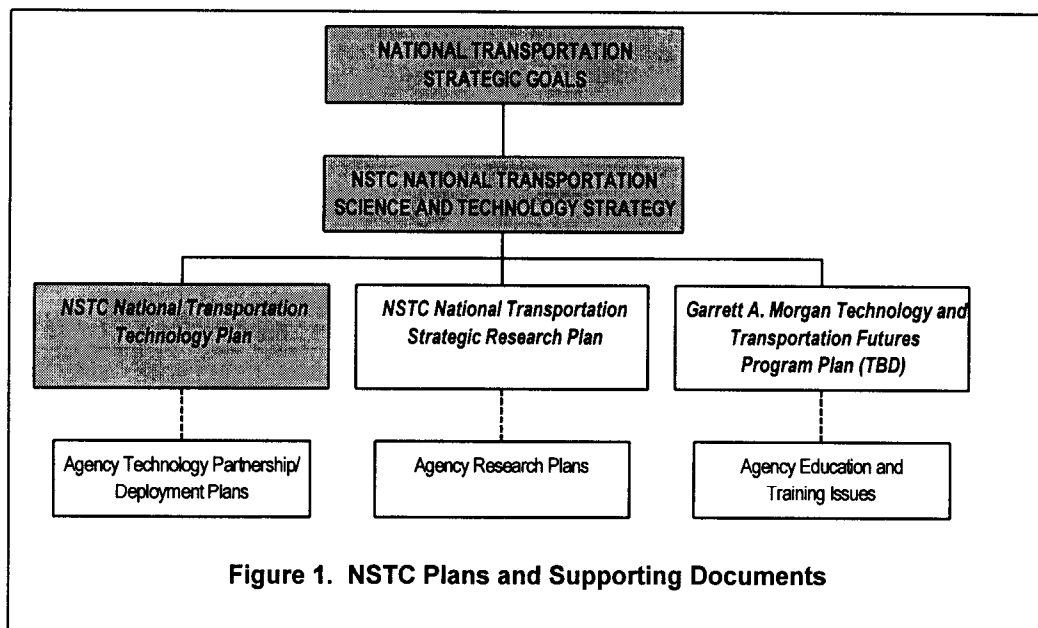 NATIONAL TRANSPORTATION
STRATEGIC GOALS
NSTC NATIONAL TRANSPORTATION
SCIENCE AND TECHNOLOGY STRATEGY
NSTC National Transportation
Technology Plan
NSTC National Transportation
Strategic Research Plan
Garrett A. Morgan Technology and
Transportation Futures
Program Plan (TBD)
Agency Technology Partnership/
Deployment Plans
Agency Research Plans
Agency Education and
Training Issues
Figure 1. NSTC Plans and Supporting Documents